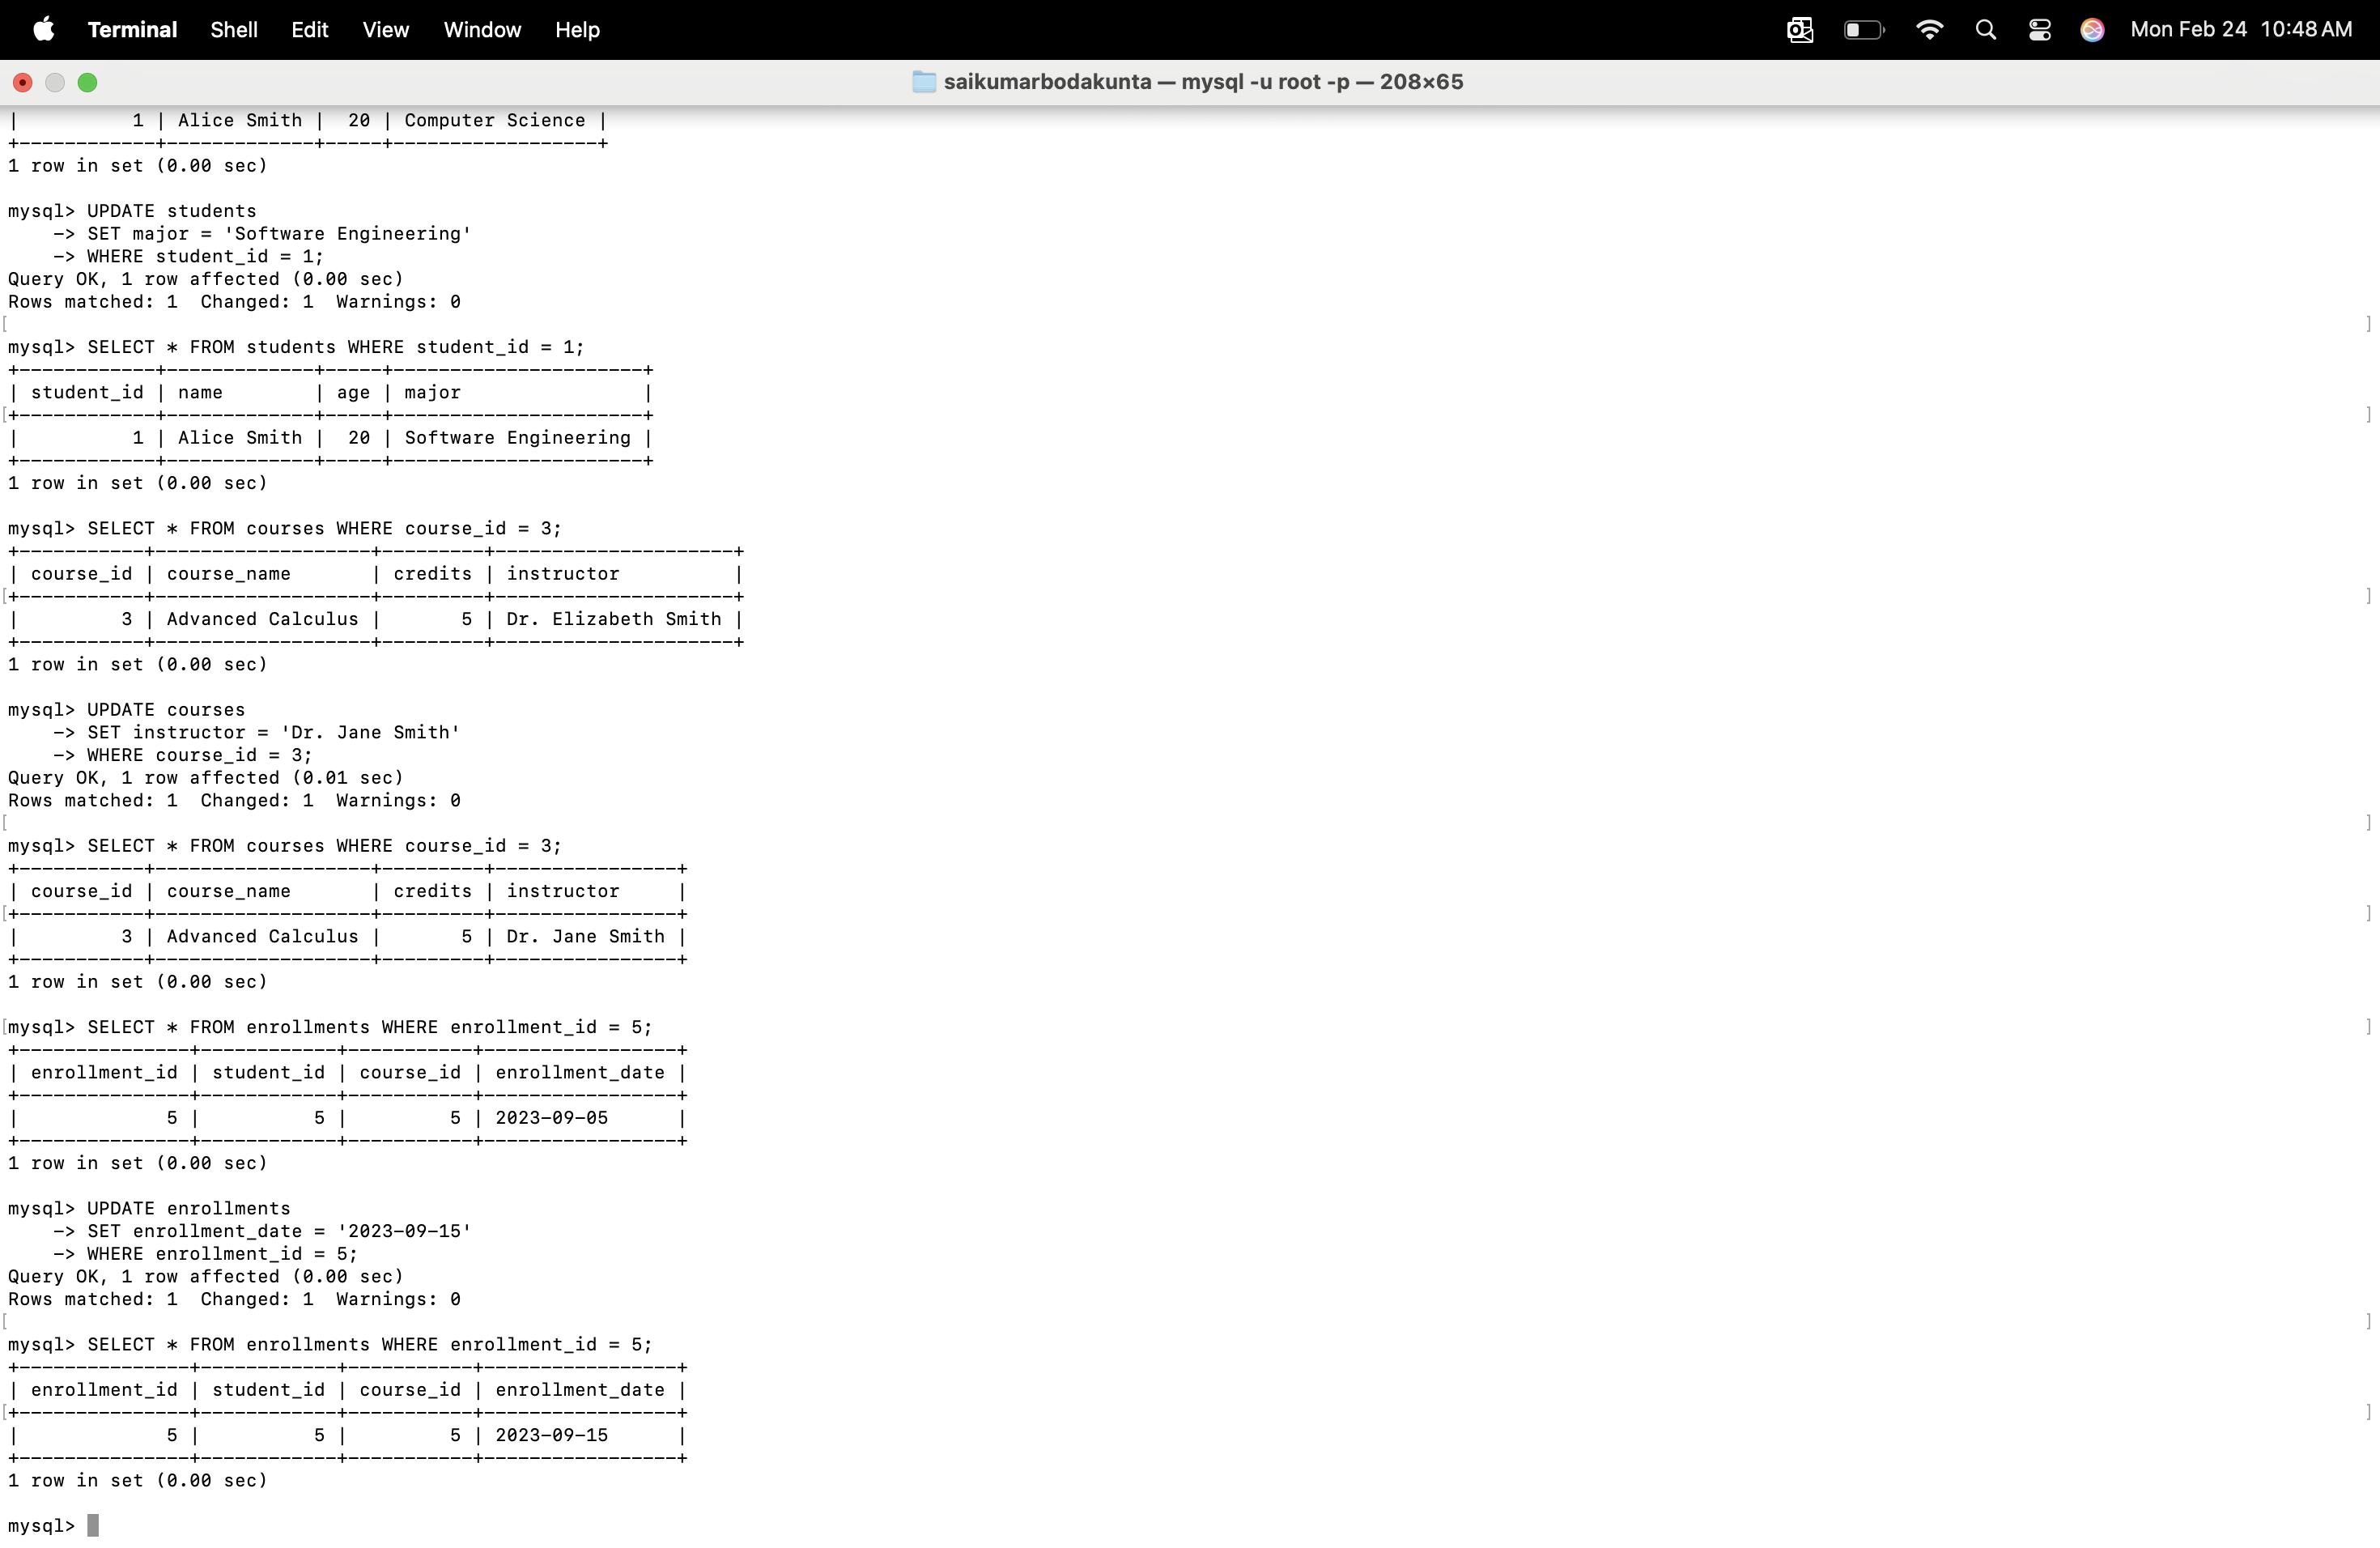 Terminal Shell Edit View Window Help Mon Feb 24 10:48 AM
saikumarbodakunta — mysql -u root -p — 208×65
|          1 | Alice Smith |  20 | Computer Science |
+------------+-------------+-----+------------------+
1 row in set (0.00 sec)
mysql> UPDATE students
    -> SET major = 'Software Engineering'
    -> WHERE student_id = 1;
Query OK, 1 row affected (0.00 sec)
Rows matched: 1  Changed: 1  Warnings: 0
mysql> SELECT * FROM students WHERE student_id = 1;
+------------+-------------+-----+----------------------+
| student_id | name        | age | major                |
+------------+-------------+-----+----------------------+
|          1 | Alice Smith |  20 | Software Engineering |
+------------+-------------+-----+----------------------+
1 row in set (0.00 sec)
mysql> SELECT * FROM courses WHERE course_id = 3;
+-----------+-------------------+---------+---------------------+
| course_id | course_name       | credits | instructor          |
+-----------+-------------------+---------+---------------------+
|         3 | Advanced Calculus |       5 | Dr. Elizabeth Smith |
+-----------+-------------------+---------+---------------------+
1 row in set (0.00 sec)
mysql> UPDATE courses
    -> SET instructor = 'Dr. Jane Smith'
    -> WHERE course_id = 3;
Query OK, 1 row affected (0.01 sec)
Rows matched: 1  Changed: 1  Warnings: 0
mysql> SELECT * FROM courses WHERE course_id = 3;
+-----------+-------------------+---------+----------------+
| course_id | course_name       | credits | instructor     |
+-----------+-------------------+---------+----------------+
|         3 | Advanced Calculus |       5 | Dr. Jane Smith |
+-----------+-------------------+---------+----------------+
1 row in set (0.00 sec)
mysql> SELECT * FROM enrollments WHERE enrollment_id = 5;
+---------------+------------+-----------+-----------------+
| enrollment_id | student_id | course_id | enrollment_date |
+---------------+------------+-----------+-----------------+
|             5 |          5 |         5 | 2023-09-05      |
+---------------+------------+-----------+-----------------+
1 row in set (0.00 sec)
mysql> UPDATE enrollments
    -> SET enrollment_date = '2023-09-15'
    -> WHERE enrollment_id = 5;
Query OK, 1 row affected (0.00 sec)
Rows matched: 1  Changed: 1  Warnings: 0
mysql> SELECT * FROM enrollments WHERE enrollment_id = 5;
+---------------+------------+-----------+-----------------+
| enrollment_id | student_id | course_id | enrollment_date |
+---------------+------------+-----------+-----------------+
|             5 |          5 |         5 | 2023-09-15      |
+---------------+------------+-----------+-----------------+
1 row in set (0.00 sec)
mysql>